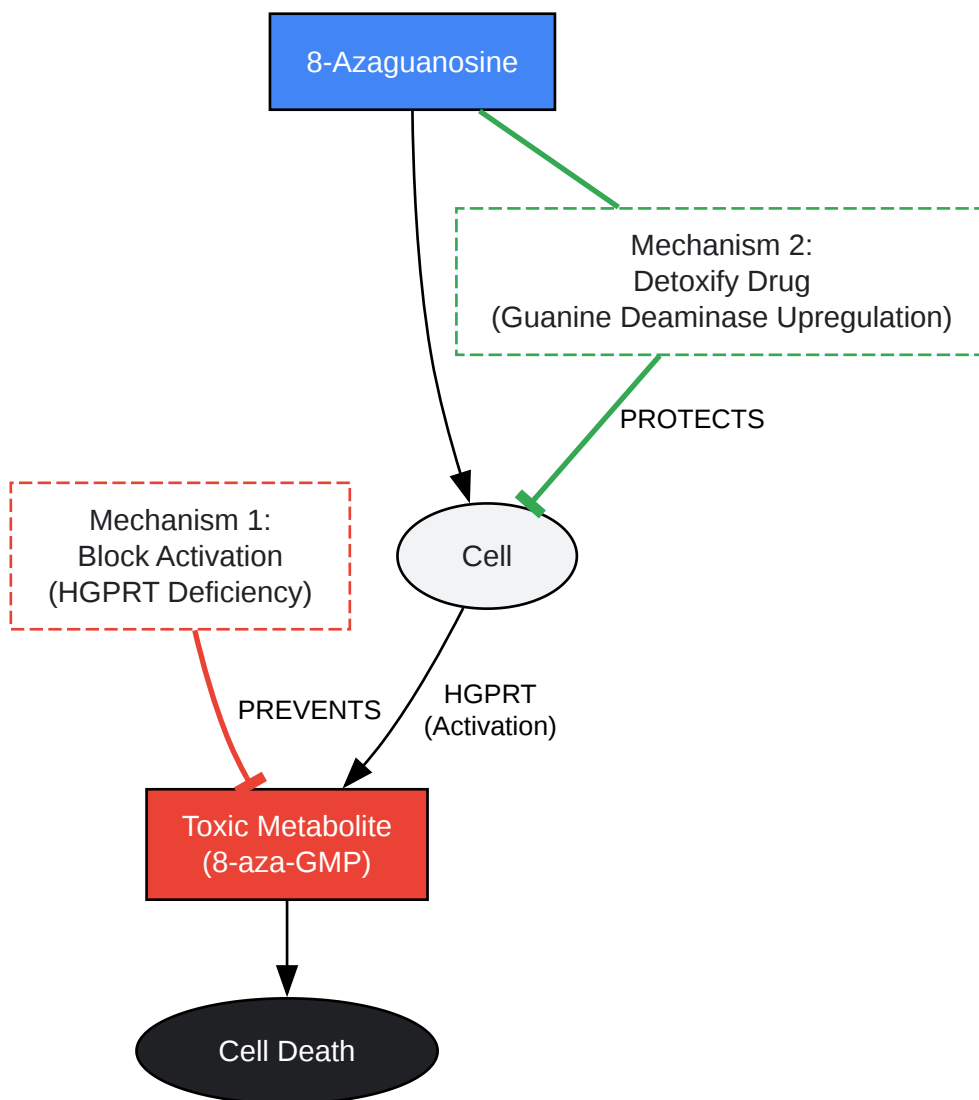 8-Azaguanosine
Mechanism 2:
Detoxify Drug
(Guanine Deaminase Upregulation)
PROTECTS
Mechanism 1:
Block Activation
(HGPRT Deficiency)
Cell
PREVENTS
HGPRT
(Activation)
Toxic Metabolite
(8-aza-GMP)
Cell Death